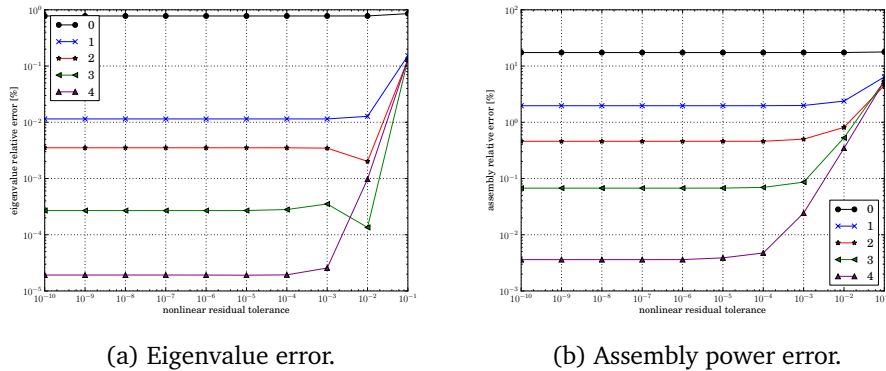 10^0
10^-1
10^-2
10^-3
10^-4
10^-5
eigenvalue relative error [%]
0
1
2
3
4
10^-10 10^-9 10^-8 10^-7 10^-6 10^-5 10^-4 10^-3 10^-2 10^-1
nonlinear residual tolerance
(a) Eigenvalue error.
10^2
10^1
10^0
10^-1
10^-2
10^-3
assembly relative error [%]
0
1
2
3
4
10^-10 10^-9 10^-8 10^-7 10^-6 10^-5 10^-4 10^-3 10^-2 10^-1
nonlinear residual tolerance
(b) Assembly power error.